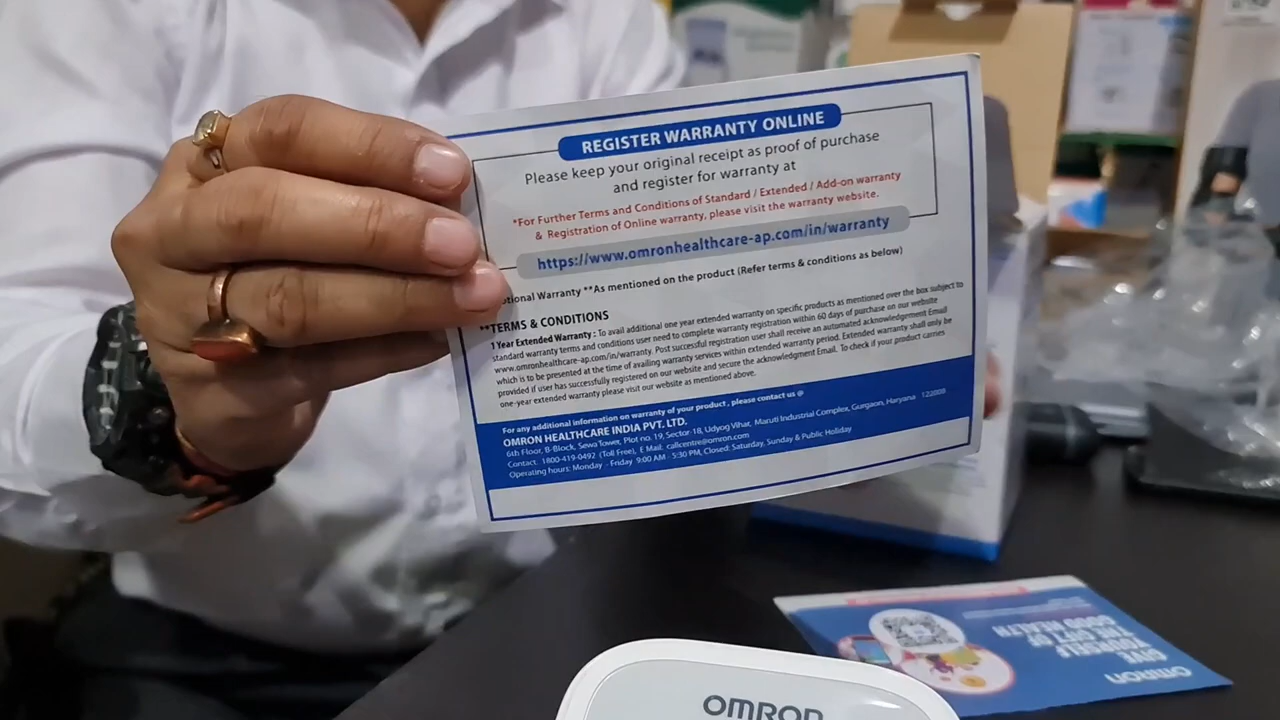 REGISTER WARRANTY ONLINE
Please keep your original receipt as proof of purchase
and register for warranty at
*For Further Terms and Conditions of Standard / Extended / Add-on warranty
& Registration of Online warranty, please visit the warranty website.
https://www.omronhealthcare-ap.com/in/warranty
tional Warranty **As mentioned on the product (Refer terms & conditions as below)
**TERMS & CONDITIONS
1 Year Extended Warranty : To avail additional one year extended warranty on specific products as mentioned over the box subject to
standard warranty terms and conditions user need to complete warranty registration within 60 days of purchase on our website
www.omronhealthcare-ap.com/in/warranty. Post successful registration user shall receive an automated acknowledgement Email
which is to be presented at the time of availing warranty services within extended warranty period. Extended warranty shall only be
provided if user has successfully registered on our website and secure the acknowledgment Email. To check if your product carries
one-year extended warranty please visit our website as mentioned above.
For any additional information on warranty of your product , please contact us @
OMRON HEALTHCARE INDIA PVT. LTD.
6th Floor, B-Block, Sewa Tower, Plot no. 19, Sector-18, Udyog Vihar, Maruti Industrial Complex, Gurgaon, Haryana 122008
Contact 1800-419-0492 (Toll Free), E Mail: callcentre@omron.com
Operating hours: Monday - Friday 9:00 AM - 5:30 PM, Closed: Saturday, Sunday & Public Holiday
OMRON
GIVE
YOURSELF
THE GIFT OF
GOOD HEALTH
OMRON